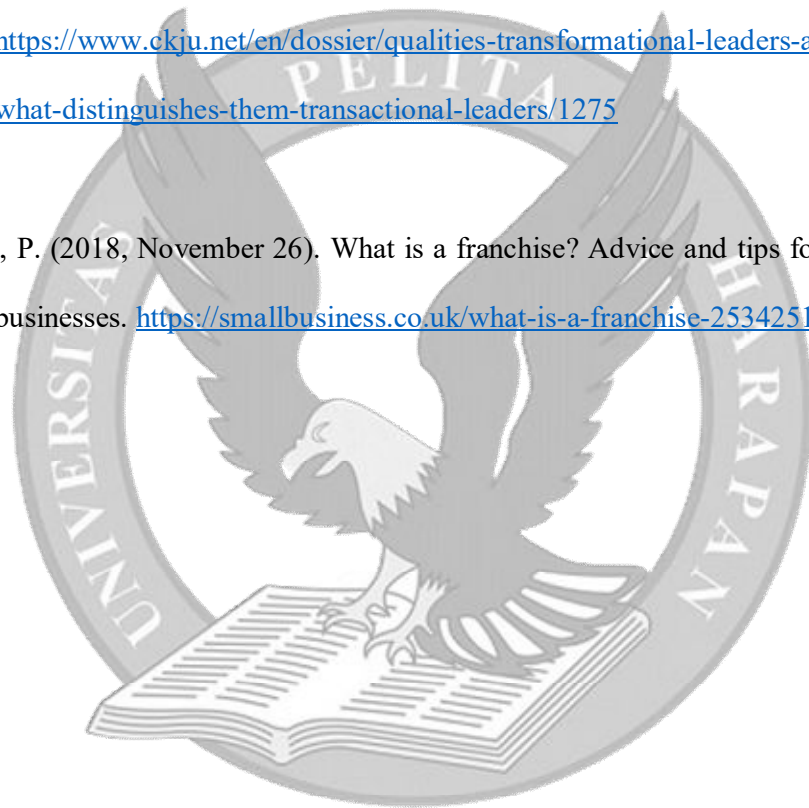 https://www.ckju.net/en/dossier/qualities-transformational-leaders-a
what-distinguishes-them-transactional-leaders/1275
, P. (2018, November 26). What is a franchise? Advice and tips fo
businesses. https://smallbusiness.co.uk/what-is-a-franchise-2534251
UNIVERSITAS PELITA HARAPAN